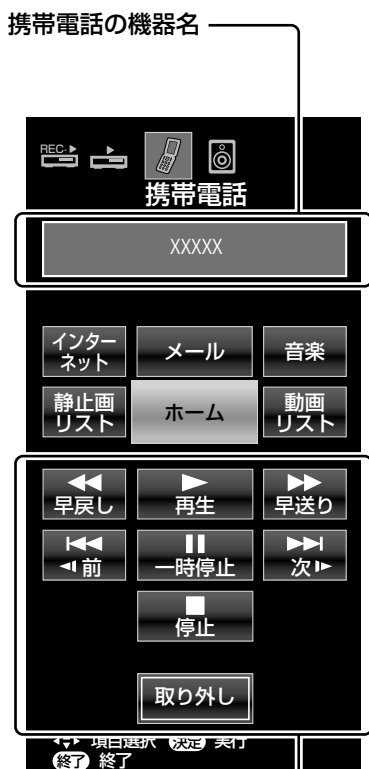 携帯電話の機器名
REC
携帯電話
XXXXX
インター
ネット
メール
音楽
静止画
リスト
ホーム
動画
リスト
早戻し
再生
早送り
前
一時停止
次
停止
取り外し
項目選択 決定 実行
終了 終了